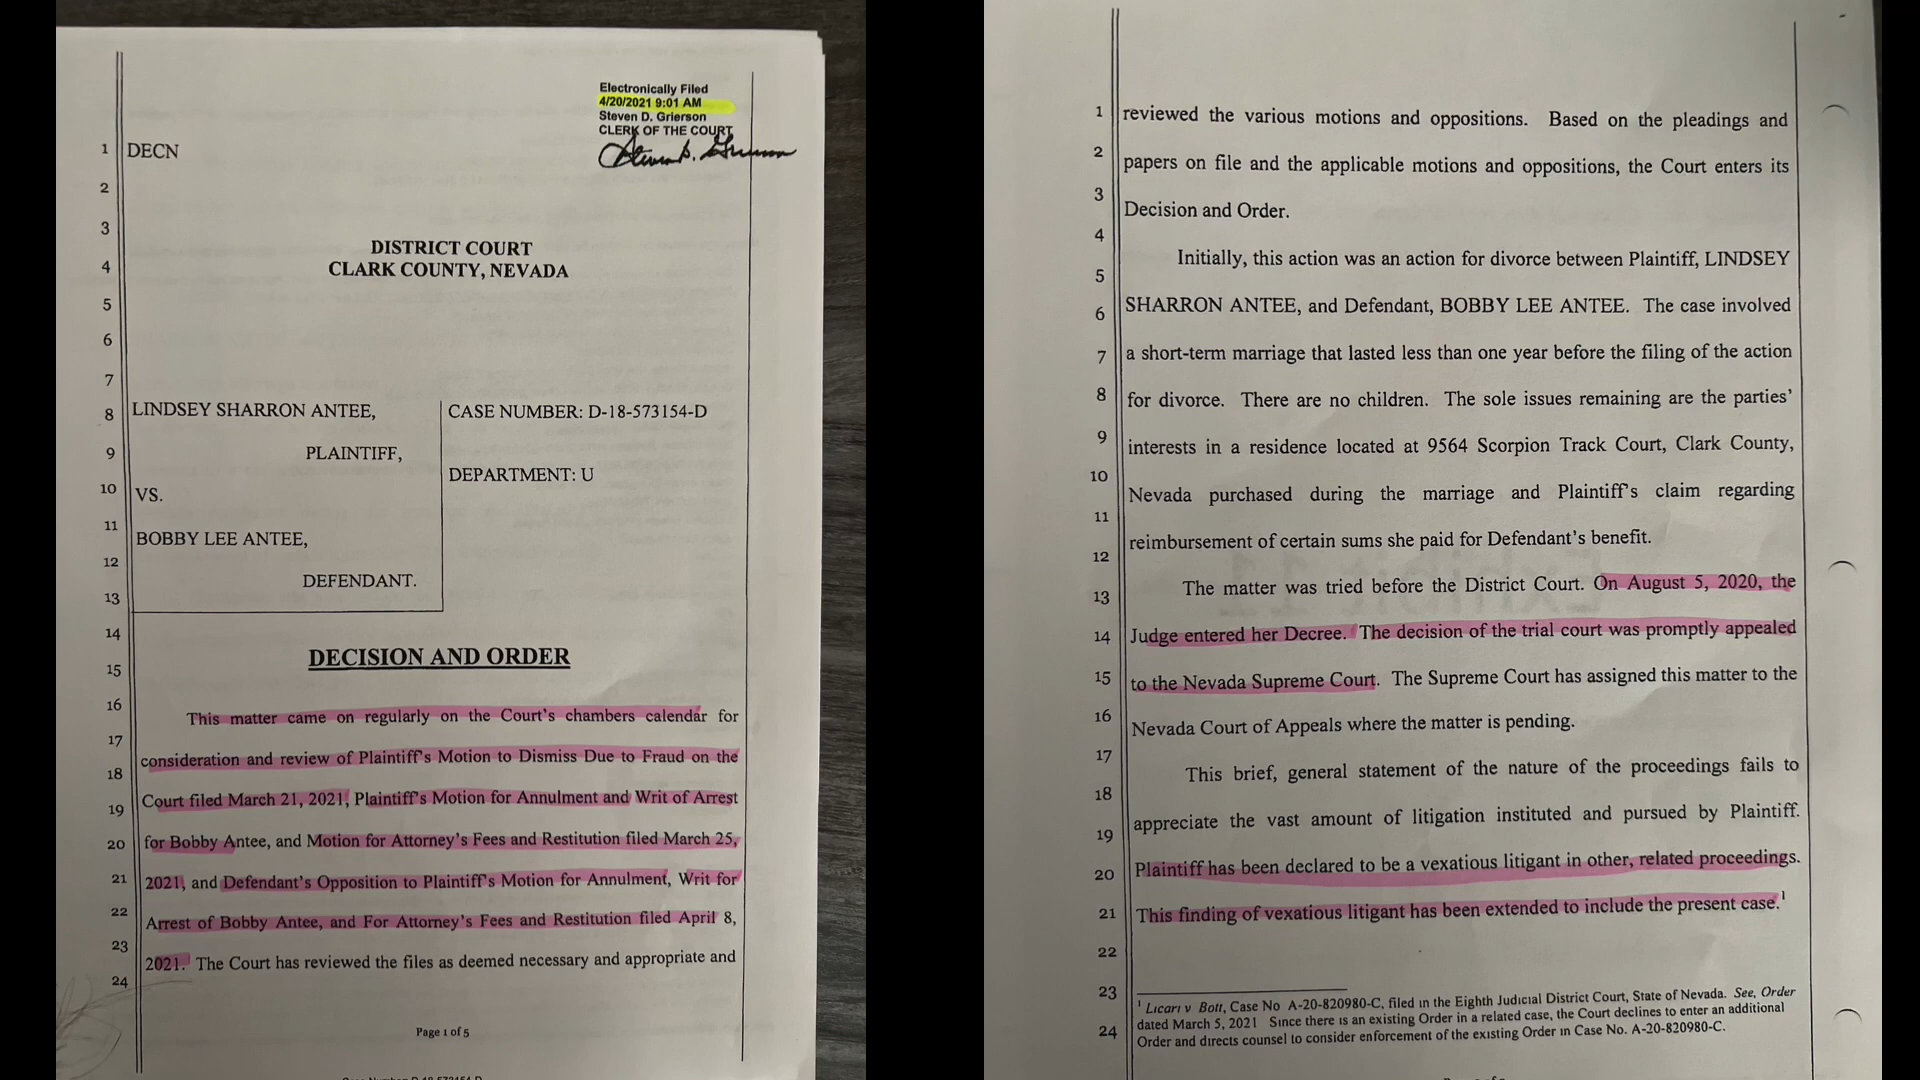 Electronically Filed
4/20/2021 9:01 AM
Steven D. Grierson
CLERK OF THE COURT
1 DECN
2
3
DISTRICT COURT
4 CLARK COUNTY, NEVADA
5
6
7
8 LINDSEY SHARRON ANTEE, CASE NUMBER: D-18-573154-D
9 PLAINTIFF,
DEPARTMENT: U
10 VS.
11 BOBBY LEE ANTEE,
12
DEFENDANT.
13
14
DECISION AND ORDER
15
16 This matter came on regularly on the Court's chambers calendar for
17 consideration and review of Plaintiff's Motion to Dismiss Due to Fraud on the
18
19 Court filed March 21, 2021, Plaintiff's Motion for Annulment and Writ of Arrest
20 for Bobby Antee, and Motion for Attorney's Fees and Restitution filed March 25,
21 2021, and Defendant's Opposition to Plaintiff's Motion for Annulment, Writ for
22 Arrest of Bobby Antee, and For Attorney's Fees and Restitution filed April 8,
23 2021. The Court has reviewed the files as deemed necessary and appropriate and
24
Page 1 of 5
1 reviewed the various motions and oppositions. Based on the pleadings and
2 papers on file and the applicable motions and oppositions, the Court enters its
3 Decision and Order.
4
Initially, this action was an action for divorce between Plaintiff, LINDSEY
5
6 SHARRON ANTEE, and Defendant, BOBBY LEE ANTEE. The case involved
7 a short-term marriage that lasted less than one year before the filing of the action
8 for divorce. There are no children. The sole issues remaining are the parties'
9 interests in a residence located at 9564 Scorpion Track Court, Clark County,
10 Nevada purchased during the marriage and Plaintiff's claim regarding
11
12 reimbursement of certain sums she paid for Defendant's benefit.
13 The matter was tried before the District Court. On August 5, 2020, the
14 Judge entered her Decree. The decision of the trial court was promptly appealed
15 to the Nevada Supreme Court. The Supreme Court has assigned this matter to the
16 Nevada Court of Appeals where the matter is pending.
17
This brief, general statement of the nature of the proceedings fails to
18
19 appreciate the vast amount of litigation instituted and pursued by Plaintiff.
20 Plaintiff has been declared to be a vexatious litigant in other, related proceedings.
21 This finding of vexatious litigant has been extended to include the present case.1
22
23 1 Licari v Bott, Case No A-20-820980-C, filed in the Eighth Judicial District Court, State of Nevada. See, Order
dated March 5, 2021 Since there is an existing Order in a related case, the Court declines to enter an additional
24 Order and directs counsel to consider enforcement of the existing Order in Case No. A-20-820980-C.